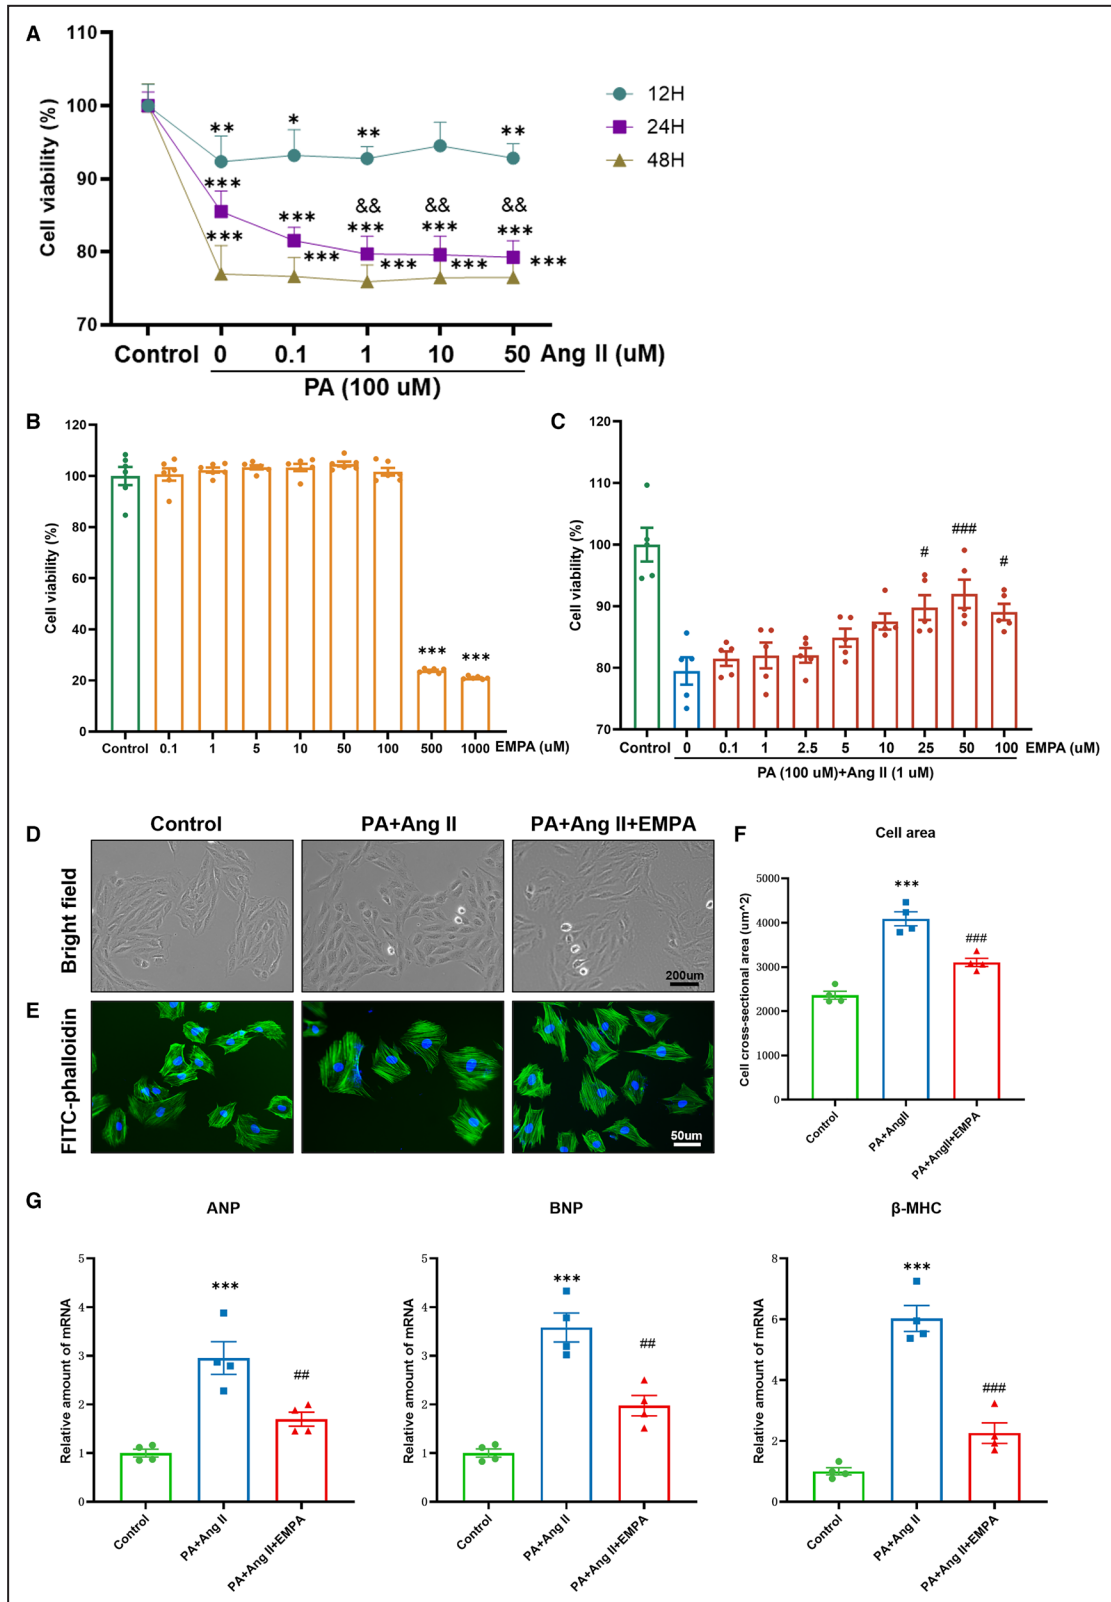 A
110
100
90
80
70
Cell viability (%)
12H
24H
48H
** * ** **
***
*** && && &&
*** *** *** ***
*** *** *** ***
Control 0 0.1 1 10 50 Ang II (uM)
PA (100 uM)
B
120
100
80
60
40
20
0
Cell viability (%)
*** ***
Control 0.1 1 5 10 50 100 500 1000 EMPA (uM)
C
120
110
100
90
80
70
Cell viability (%)
# ### #
Control 0 0.1 1 2.5 5 10 25 50 100 EMPA (uM)
PA (100 uM)+Ang II (1 uM)
D
Control PA+Ang II PA+Ang II+EMPA
Bright field
200um
E
FITC-phalloidin
50um
F
Cell area
5000
4000
3000
2000
1000
0
Cell cross-sectional area (um^2)
***
###
Control
PA+AngII
PA+AngII+EMPA
G
ANP
5
4
3
2
1
0
Relative amount of mRNA
***
##
Control
PA+Ang II
PA+Ang II+EMPA
BNP
5
4
3
2
1
0
Relative amount of mRNA
***
##
Control
PA+Ang II
PA+Ang II+EMPA
β-MHC
8
6
4
2
0
Relative amount of mRNA
***
###
Control
PA+Ang II
PA+Ang II+EMPA